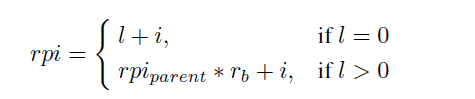 rpi = { l + i, if l = 0
rpi_parent * r_b + i, if l > 0